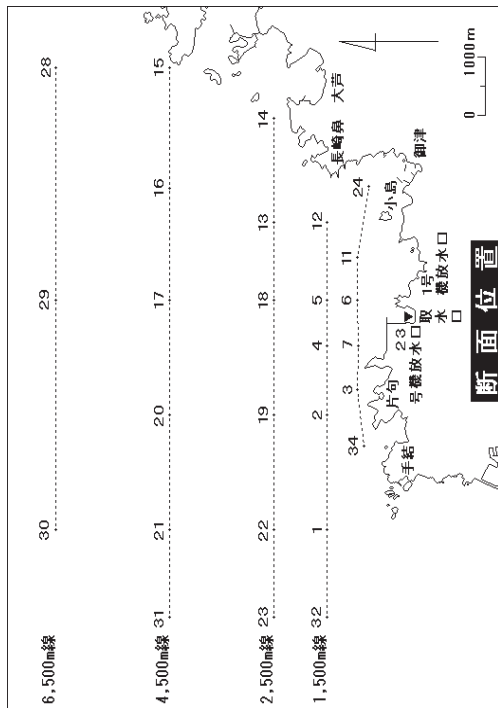 6,500m線 30 29 28
4,500m線 31 21 20 17 16 15
2,500m線 23 22 19 18 13 14
1,500m線 32 1 2 4 5 12
34 3 7 6 11 24
長崎鼻
大芦
御津
小島
1号機放水口
取水口
23
号機放水口
片句
手結
0 1000m
断面位置